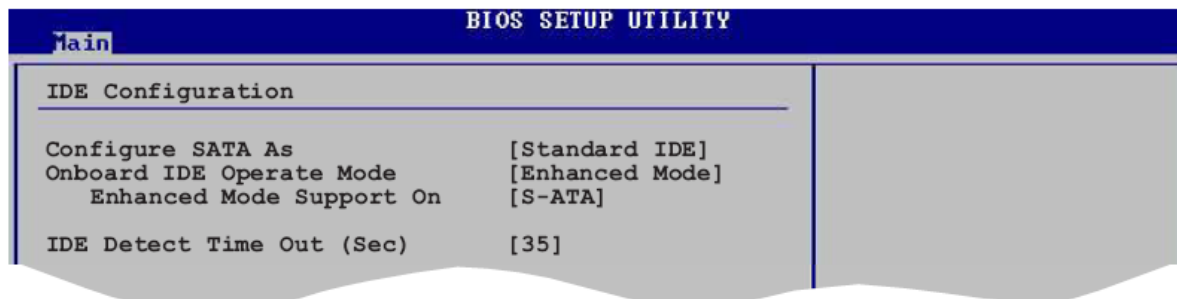 BIOS SETUP UTILITY
Main
IDE Configuration
Configure SATA As [Standard IDE]
Onboard IDE Operate Mode [Enhanced Mode]
Enhanced Mode Support On [S-ATA]
IDE Detect Time Out (Sec) [35]